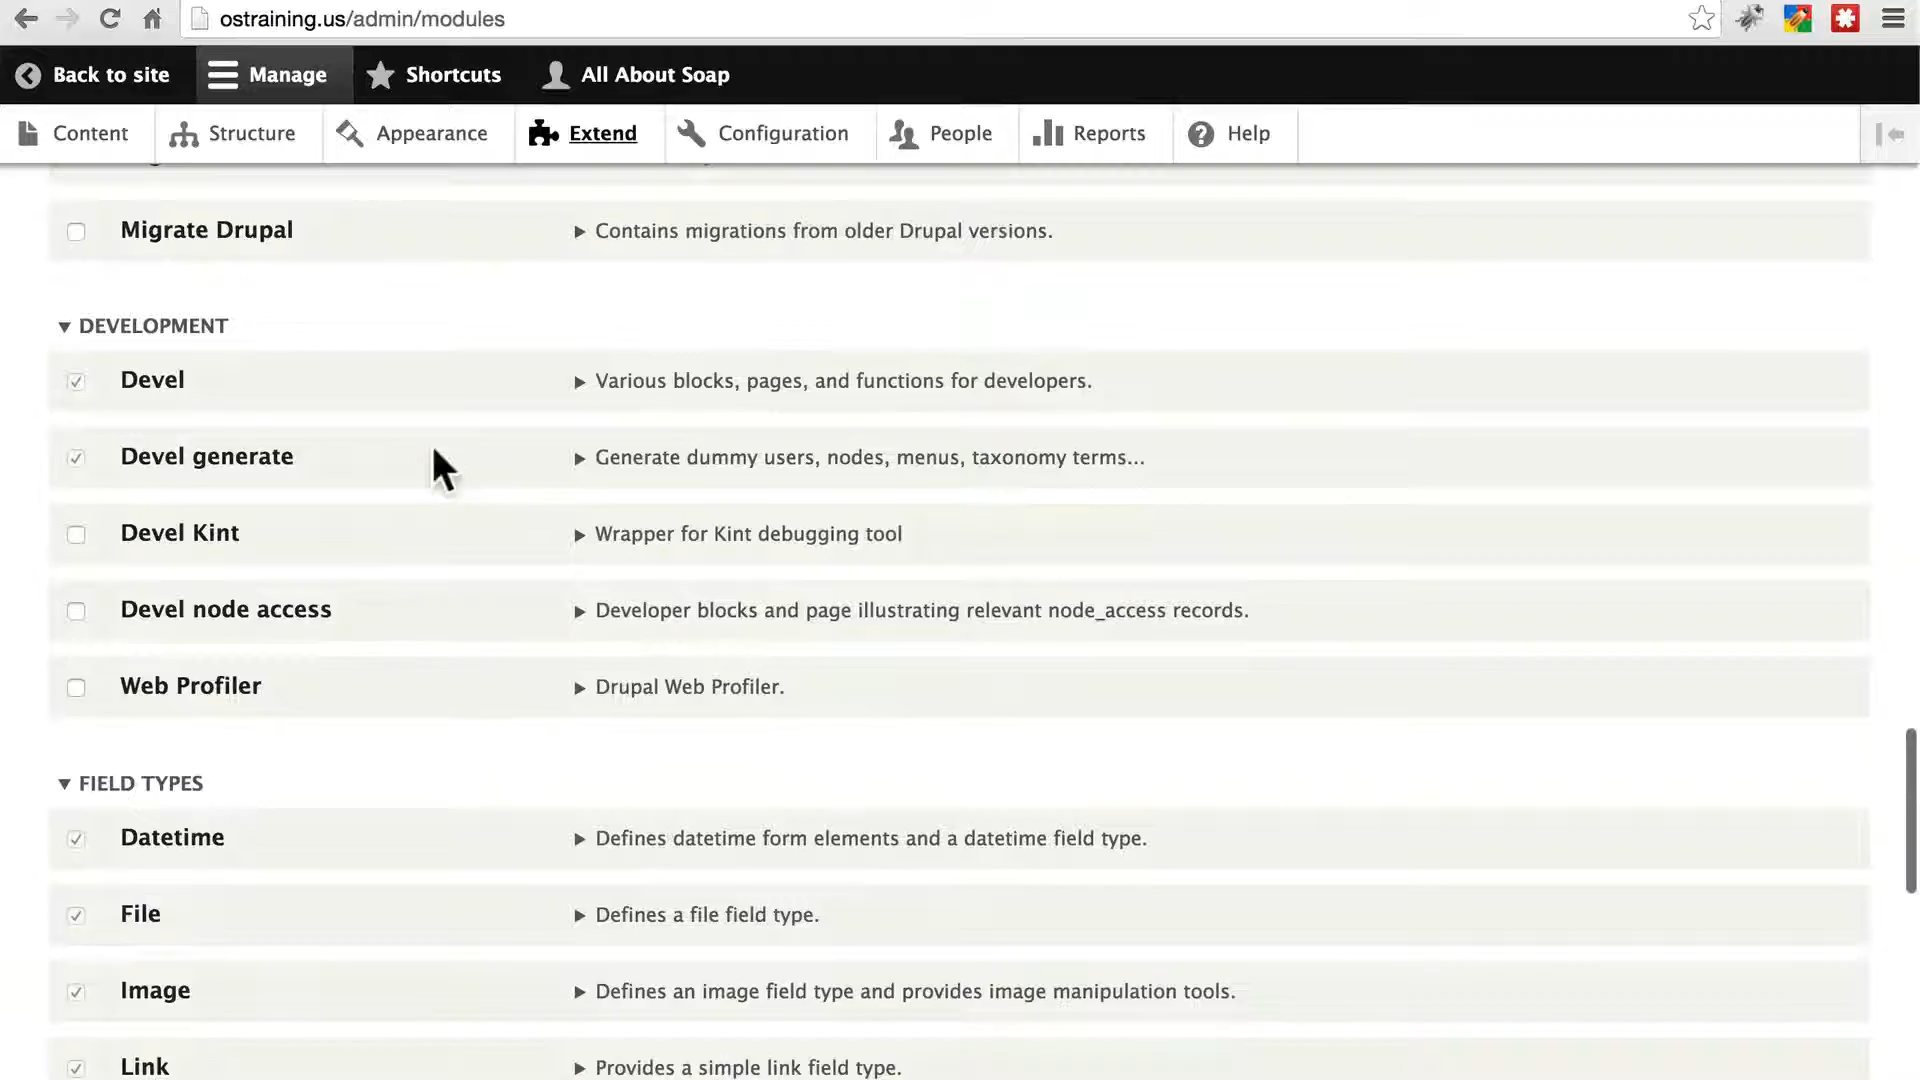 ostraining.us/admin/modules
Back to site Manage Shortcuts All About Soap
Content Structure Appearance Extend Configuration People Reports Help
Migrate Drupal Contains migrations from older Drupal versions.
DEVELOPMENT
Devel Various blocks, pages, and functions for developers.
Devel generate Generate dummy users, nodes, menus, taxonomy terms...
Devel Kint Wrapper for Kint debugging tool
Devel node access Developer blocks and page illustrating relevant node_access records.
Web Profiler Drupal Web Profiler.
FIELD TYPES
Datetime Defines datetime form elements and a datetime field type.
File Defines a file field type.
Image Defines an image field type and provides image manipulation tools.
Link Provides a simple link field type.